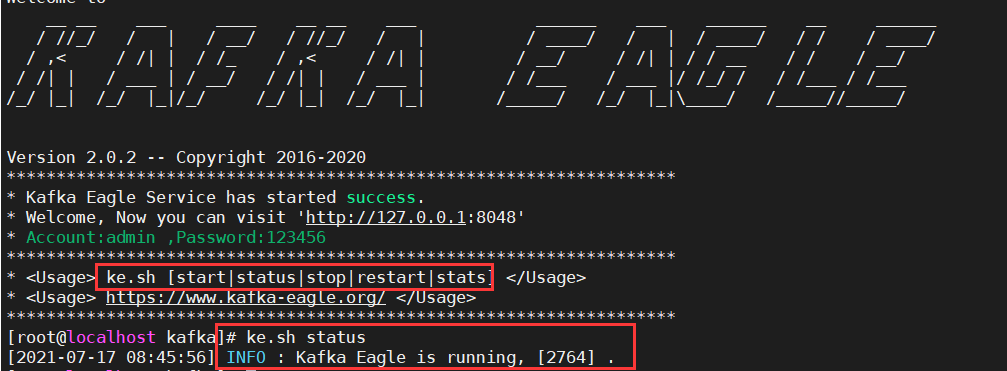 Welcome to
KAFKA EAGLE
Version 2.0.2 -- Copyright 2016-2020
*******************************************************************
* Kafka Eagle Service has started success.
* Welcome, Now you can visit 'http://127.0.0.1:8048'
* Account:admin ,Password:123456
*******************************************************************
* <Usage> ke.sh [start|status|stop|restart|stats] </Usage>
* <Usage> https://www.kafka-eagle.org/ </Usage>
*******************************************************************
[root@localhost kafka]# ke.sh status
[2021-07-17 08:45:56] INFO : Kafka Eagle is running, [2764] .